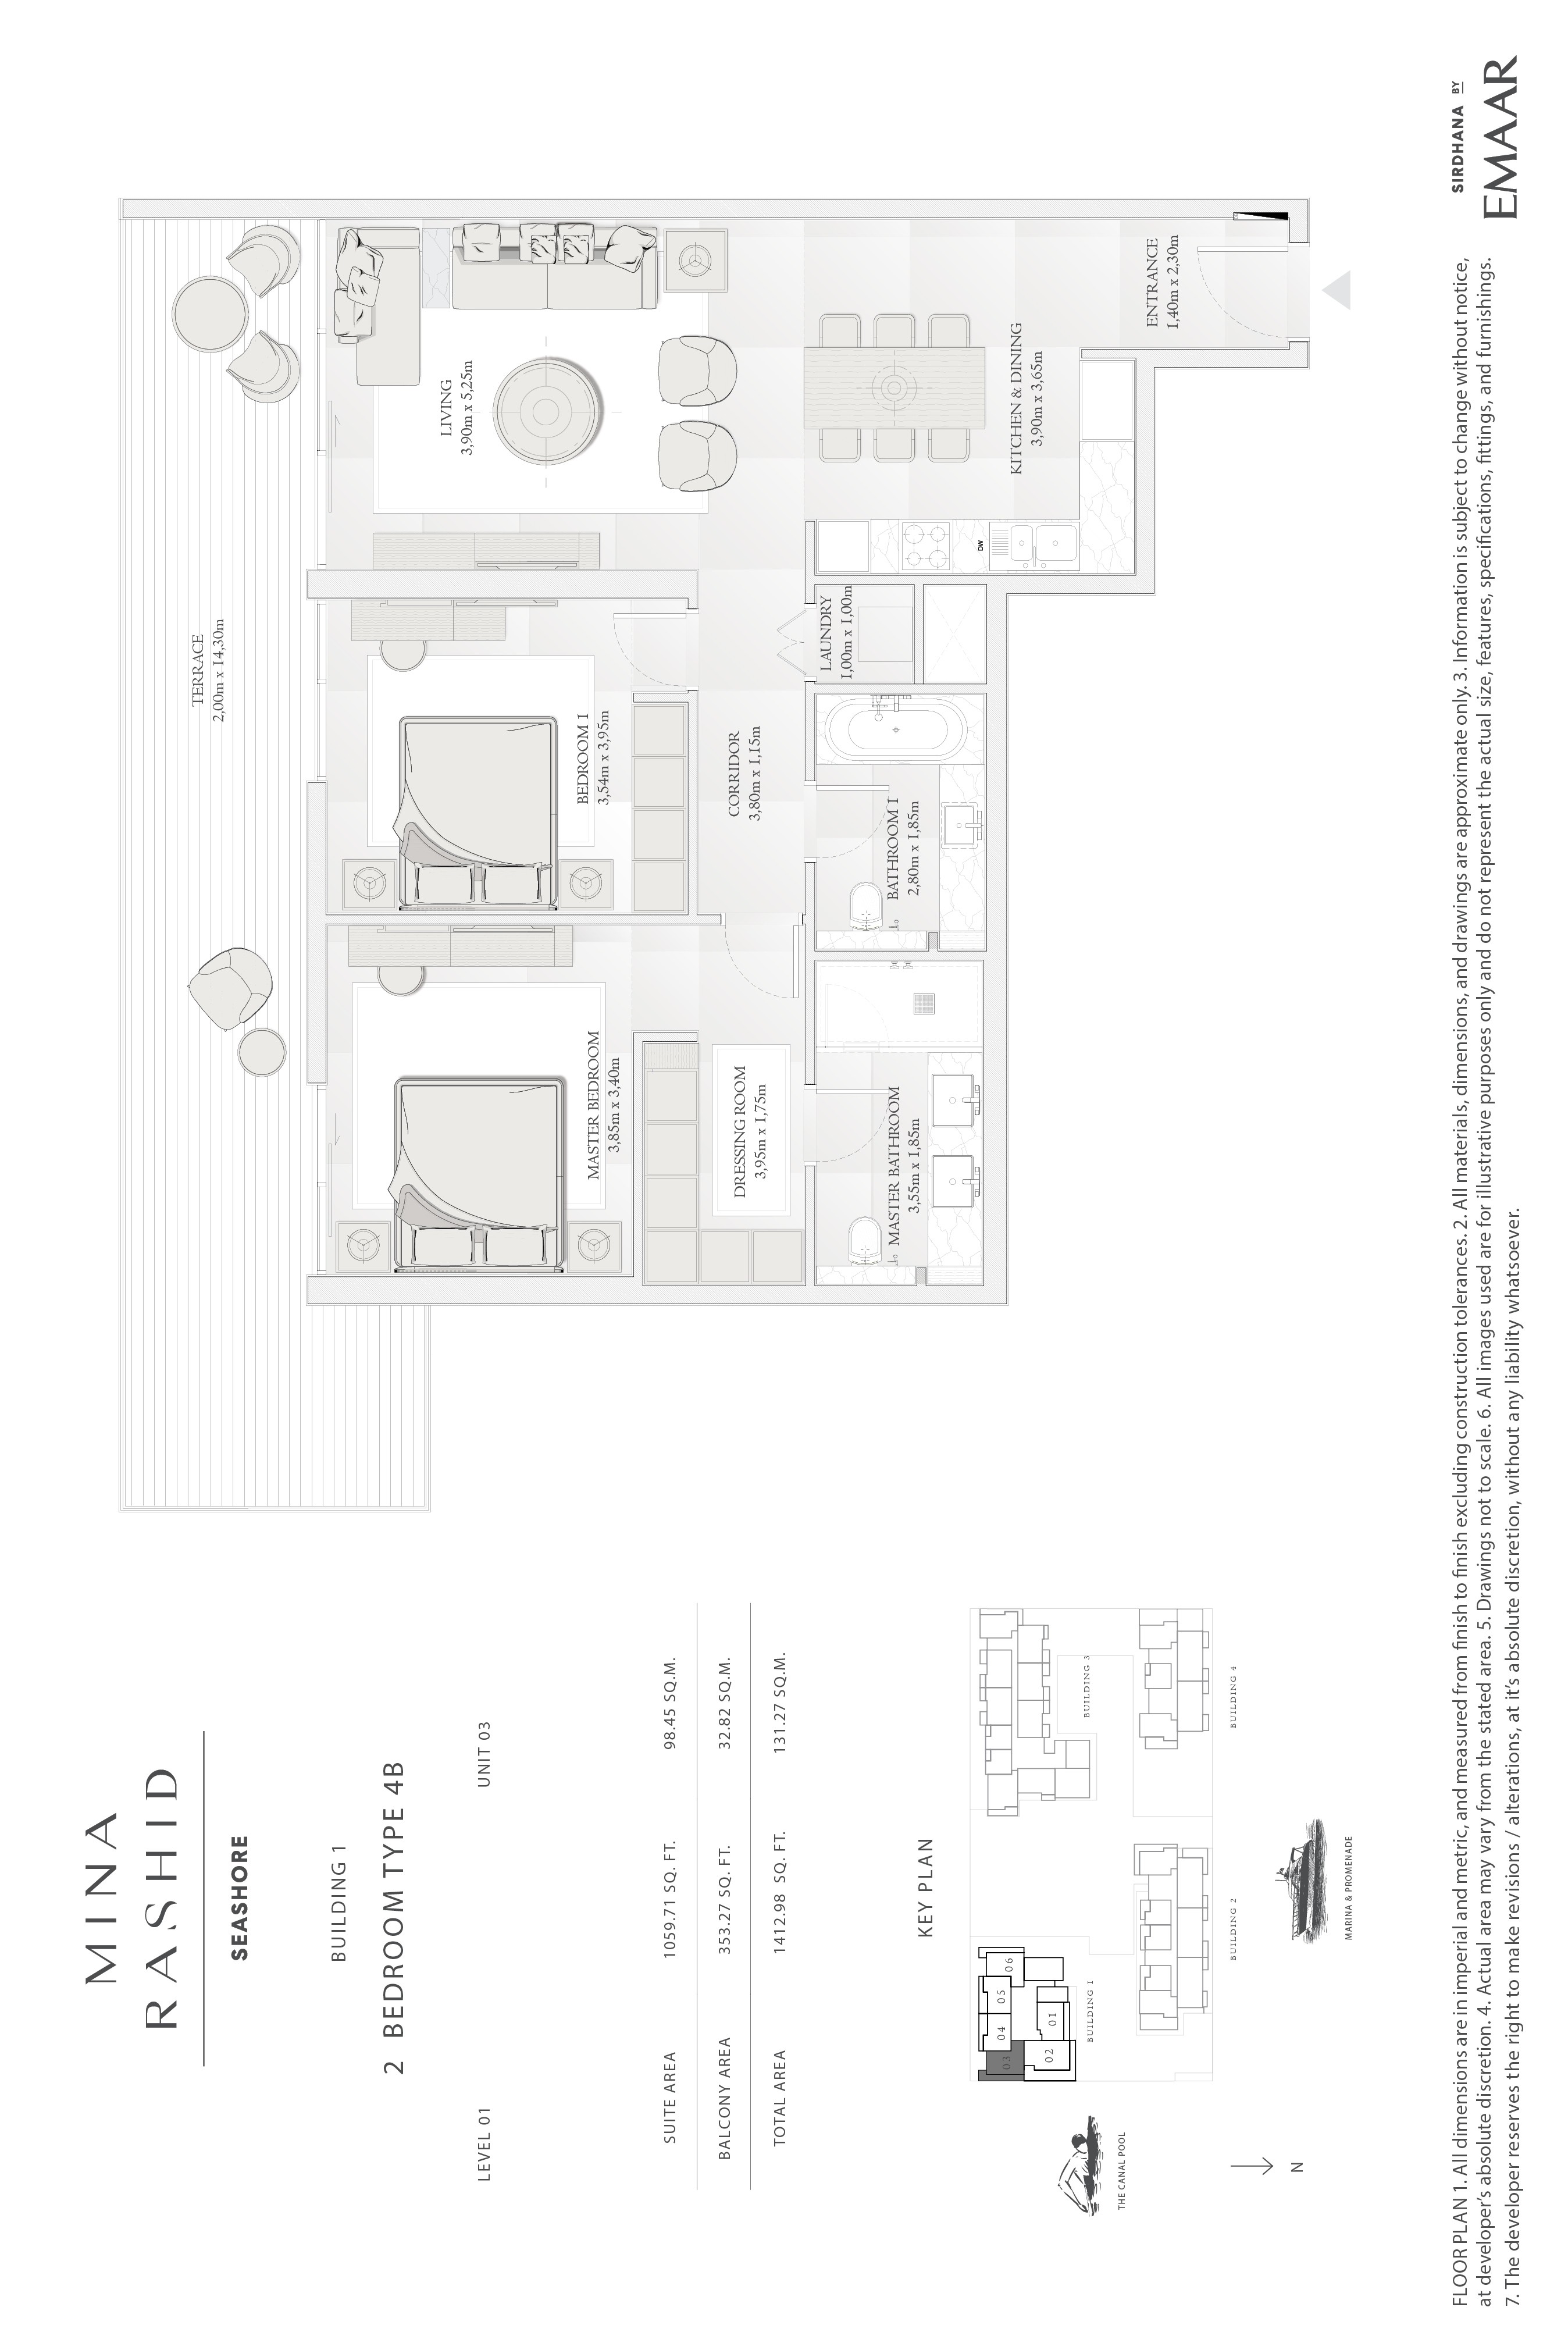 MINA
RASHID
SEASHORE
BUILDING 1
2 BEDROOM TYPE 4B
LEVEL 01 UNIT 03
SUITE AREA 1059.71 SQ. FT. 98.45 SQ.M.
BALCONY AREA 353.27 SQ. FT. 32.82 SQ.M.
TOTAL AREA 1412.98 SQ. FT. 131.27 SQ.M.
KEY PLAN
03
04
05
06
02
01
BUILDING 1
BUILDING 3
BUILDING 2
BUILDING 4
THE CANAL POOL
MARINA & PROMENADE
N
TERRACE
2,00m x 14,30m
LIVING
3,90m x 5,25m
BEDROOM 1
3,54m x 3,95m
MASTER BEDROOM
3,85m x 3,40m
CORRIDOR
3,80m x 1,15m
DRESSING ROOM
3,95m x 1,75m
LAUNDRY
1,00m x 1,00m
BATHROOM 1
2,80m x 1,85m
MASTER BATHROOM
3,55m x 1,85m
DW
KITCHEN & DINING
3,90m x 3,65m
ENTRANCE
1,40m x 2,30m
FLOOR PLAN 1. All dimensions are in imperial and metric, and measured from finish to finish excluding construction tolerances. 2. All materials, dimensions, and drawings are approximate only. 3. Information is subject to change without notice,
at developer's absolute discretion. 4. Actual area may vary from the stated area. 5. Drawings not to scale. 6. All images used are for illustrative purposes only and do not represent the actual size, features, specifications, fittings, and furnishings.
7. The developer reserves the right to make revisions / alterations, at it's absolute discretion, without any liability whatsoever.
SIRDHANA BY
EMAAR